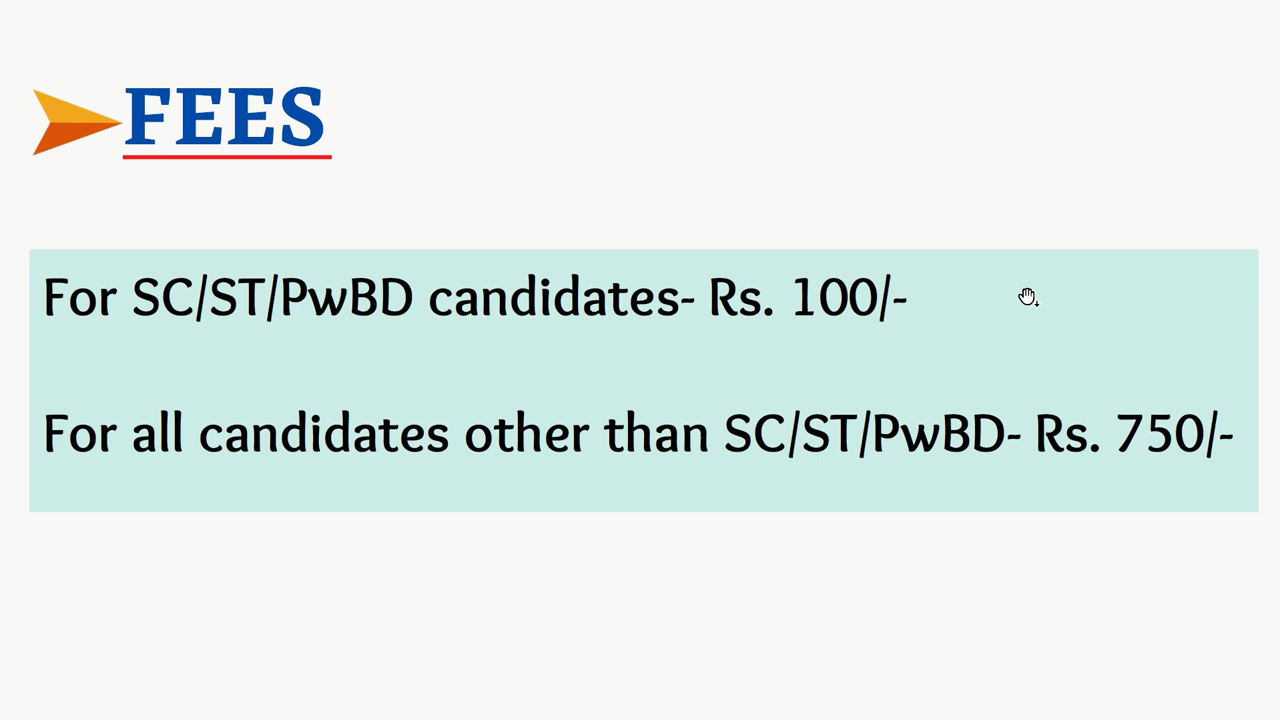 FEES
For SC/ST/PwBD candidates- Rs. 100/-
For all candidates other than SC/ST/PwBD- Rs. 750/-